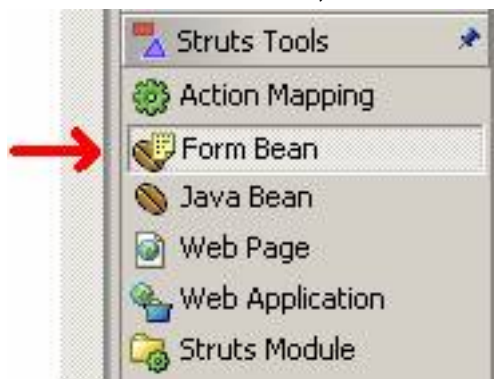 Struts Tools
Action Mapping
Form Bean
Java Bean
Web Page
Web Application
Struts Module